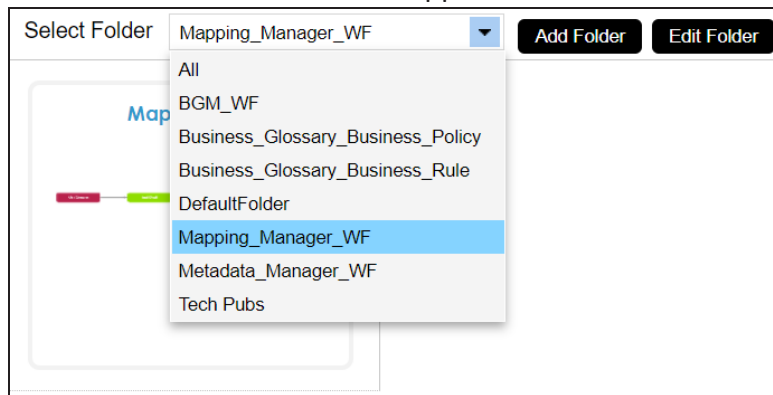 Select Folder Mapping_Manager_WF Add Folder Edit Folder
All
BGM_WF
Map
Business_Glossary_Business_Policy
Business_Glossary_Business_Rule
DefaultFolder
Mapping_Manager_WF
Metadata_Manager_WF
Tech Pubs